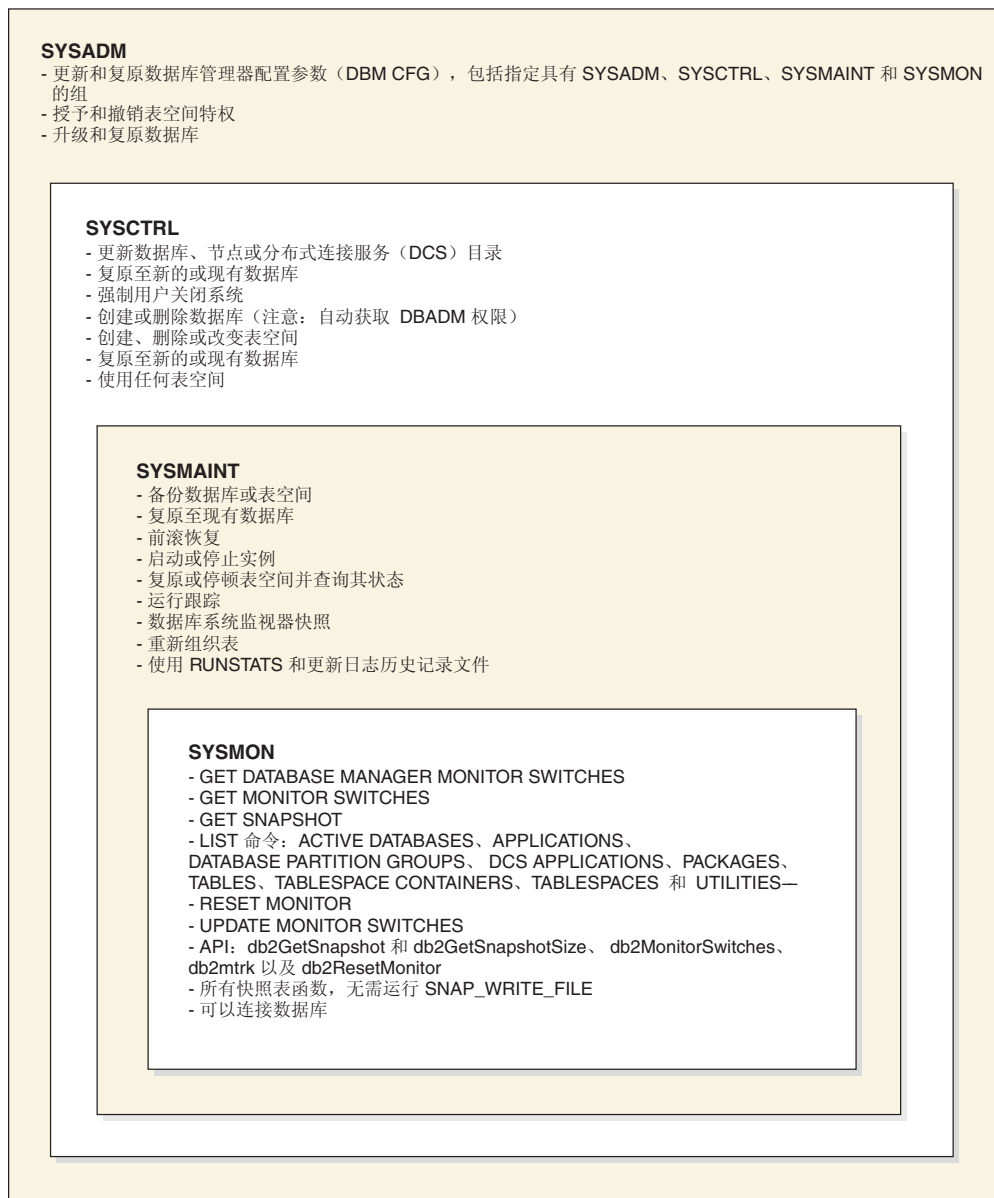 SYSADM
- 更新和复原数据库管理器配置参数（DBM CFG），包括指定具有 SYSADM、SYSCTRL、SYSMAINT 和 SYSMON
的组
- 授予和撤销表空间特权
- 升级和复原数据库
SYSCTRL
- 更新数据库、节点或分布式连接服务（DCS）目录
- 复原至新的或现有数据库
- 强制用户关闭系统
- 创建或删除数据库（注意：自动获取 DBADM 权限）
- 创建、删除或改变表空间
- 复原至新的或现有数据库
- 使用任何表空间
SYSMAINT
- 备份数据库或表空间
- 复原至现有数据库
- 前滚恢复
- 启动或停止实例
- 复原或停顿表空间并查询其状态
- 运行跟踪
- 数据库系统监视器快照
- 重新组织表
- 使用 RUNSTATS 和更新日志历史记录文件
SYSMON
- GET DATABASE MANAGER MONITOR SWITCHES
- GET MONITOR SWITCHES
- GET SNAPSHOT
- LIST 命令：ACTIVE DATABASES、APPLICATIONS、
DATABASE PARTITION GROUPS、 DCS APPLICATIONS、PACKAGES、
TABLES、TABLESPACE CONTAINERS、TABLESPACES 和 UTILITIES—
- RESET MONITOR
- UPDATE MONITOR SWITCHES
- API：db2GetSnapshot 和 db2GetSnapshotSize、 db2MonitorSwitches、
db2mtrk 以及 db2ResetMonitor
- 所有快照表函数，无需运行 SNAP_WRITE_FILE
- 可以连接数据库